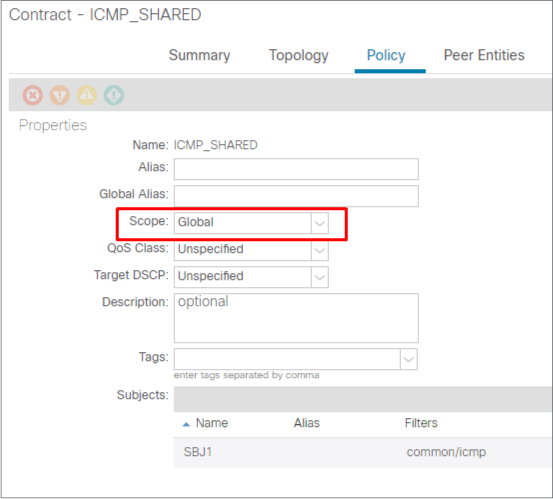 Contract - ICMP_SHARED
Summary Topology Policy Peer Entities
Properties
Name: ICMP_SHARED
Alias:
Global Alias:
Scope: Global
QoS Class: Unspecified
Target DSCP: Unspecified
Description: optional
Tags:
enter tags separated by comma
Subjects:
Name Alias Filters
SBJ1 common/icmp